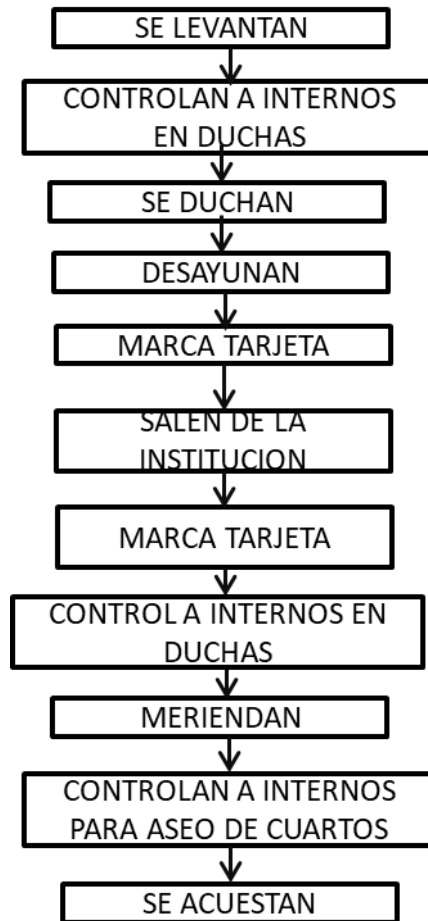 SE LEVANTAN
CONTROLAN A INTERNOS
EN DUCHAS
SE DUCHAN
DESAYUNAN
MARCA TARJETA
SALEN DE LA
INSTITUCION
MARCA TARJETA
CONTROL A INTERNOS EN
DUCHAS
MERIENDAN
CONTROLAN A INTERNOS
PARA ASEO DE CUARTOS
SE ACUESTAN